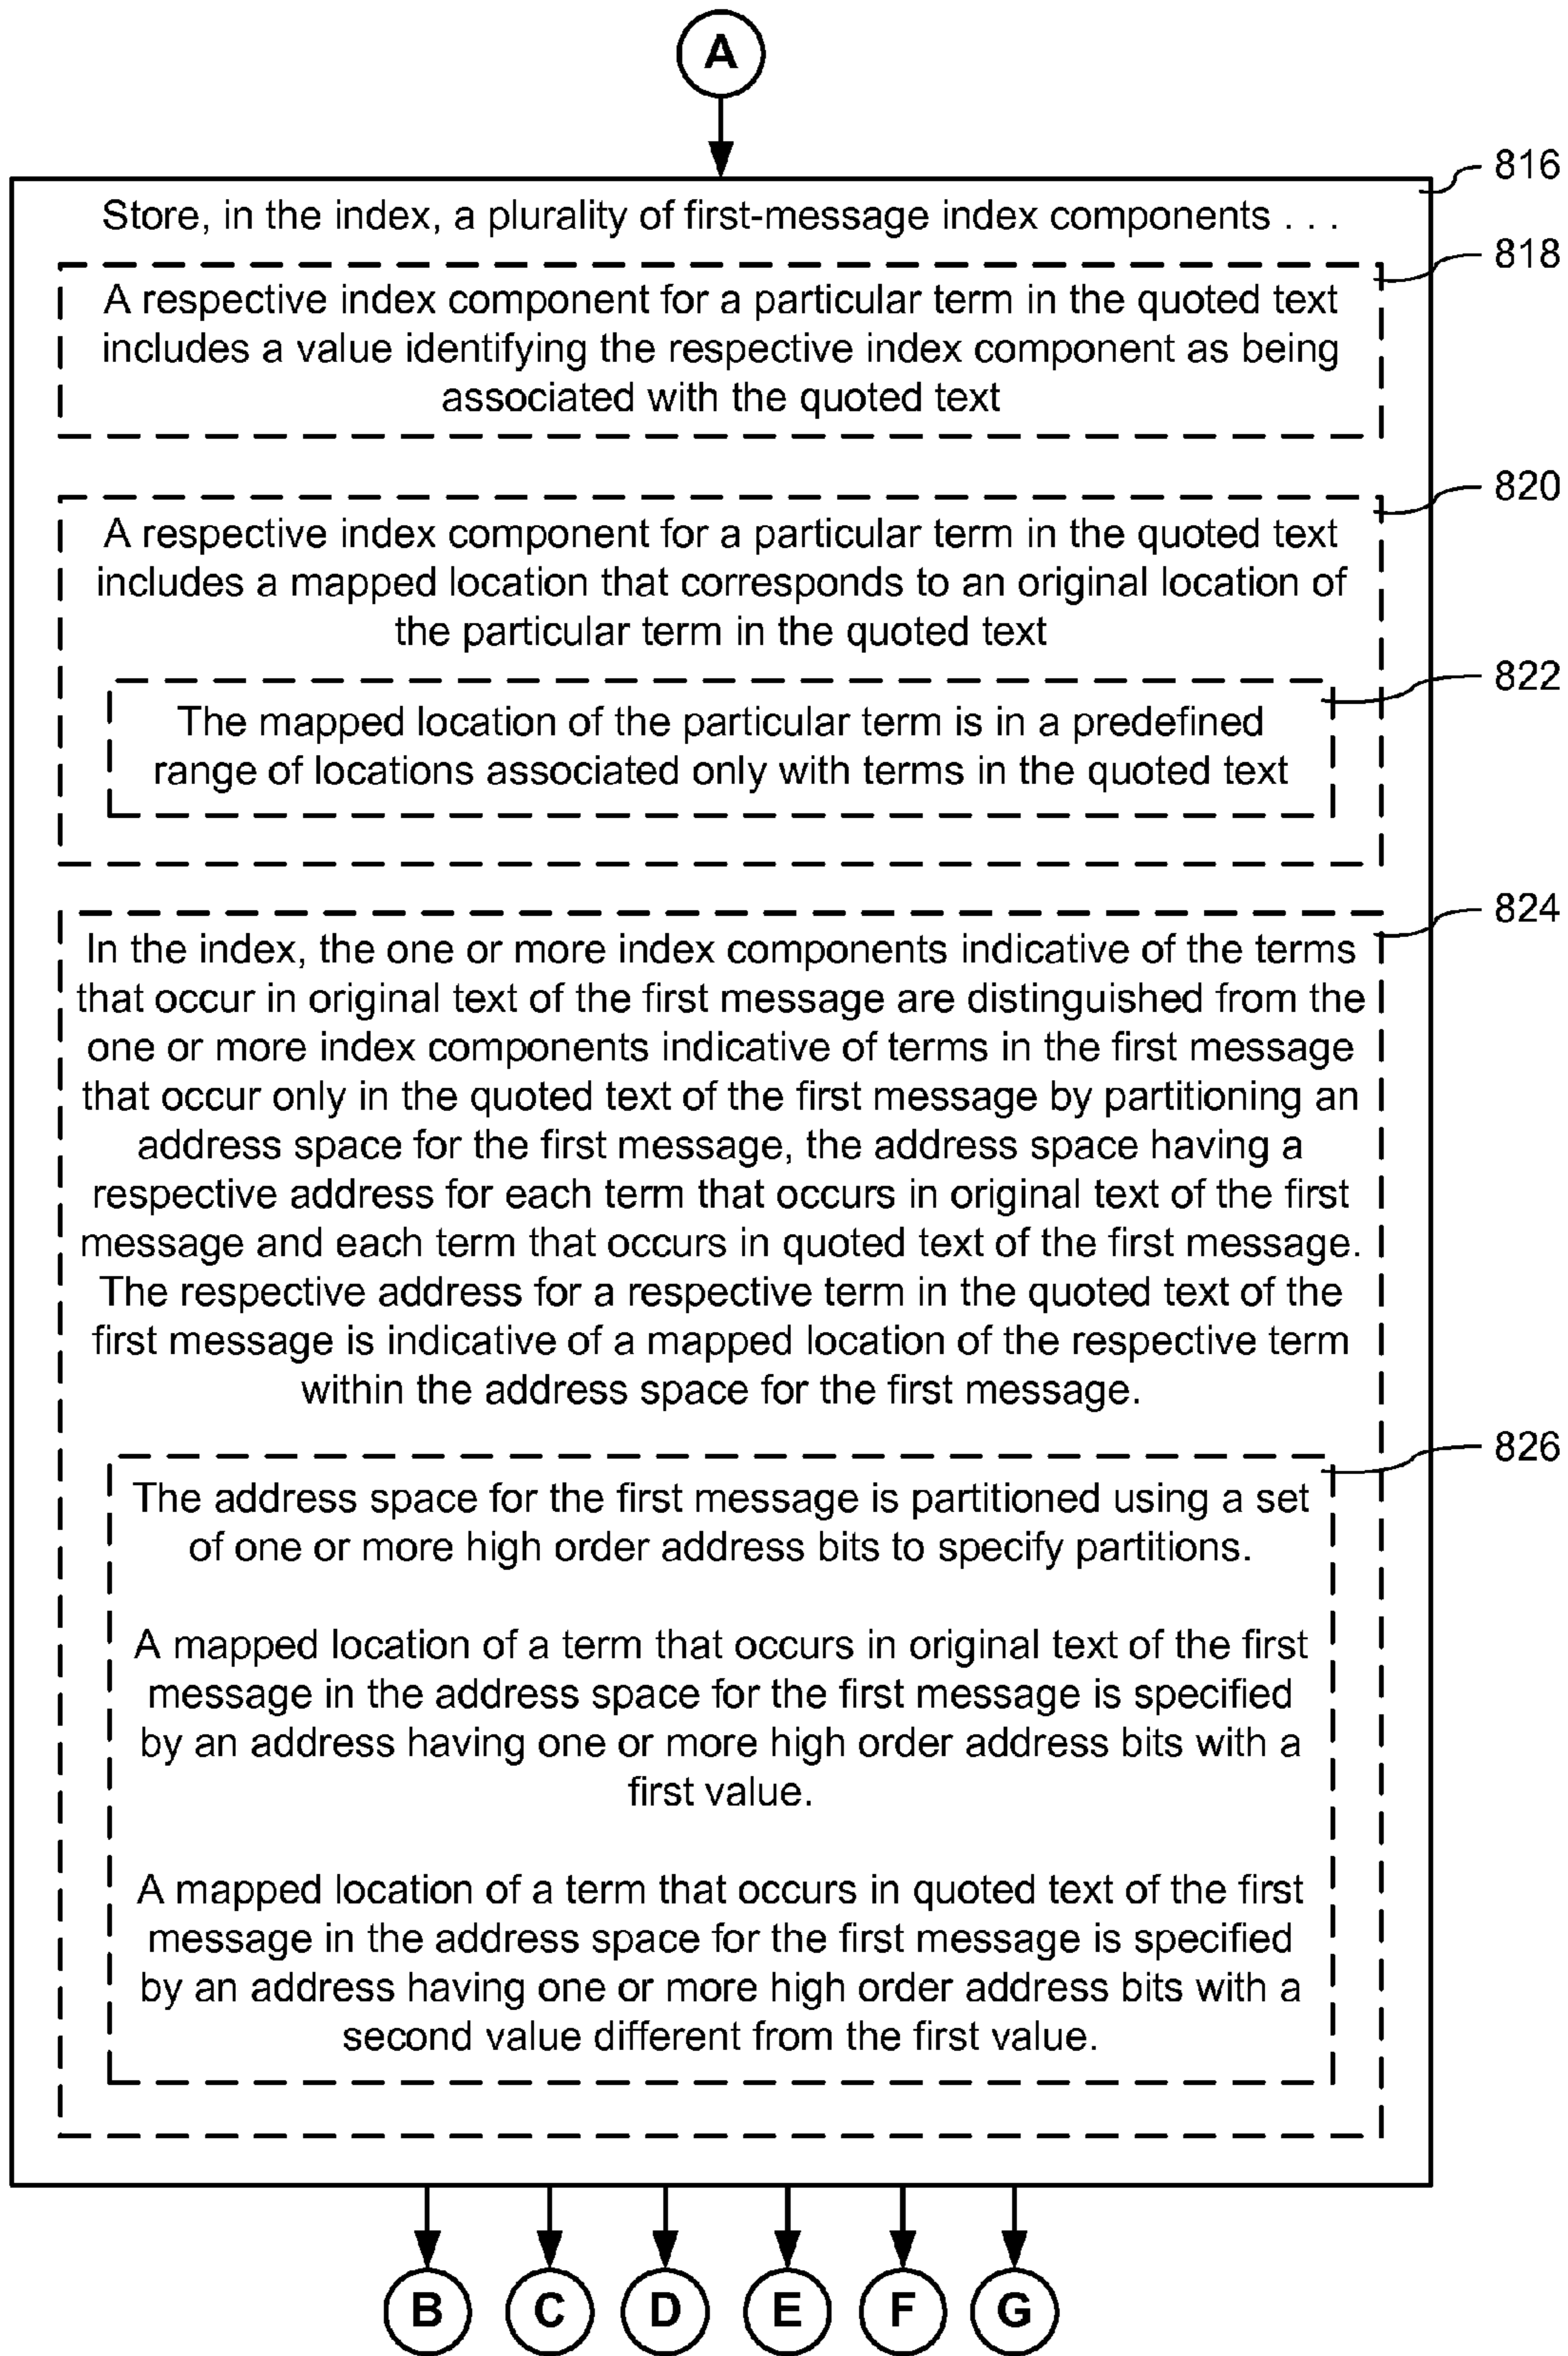 A
816
Store, in the index, a plurality of first-message index components . . .
818
A respective index component for a particular term in the quoted text
includes a value identifying the respective index component as being
associated with the quoted text
820
A respective index component for a particular term in the quoted text
includes a mapped location that corresponds to an original location of
the particular term in the quoted text
822
The mapped location of the particular term is in a predefined
range of locations associated only with terms in the quoted text
824
In the index, the one or more index components indicative of the terms
that occur in original text of the first message are distinguished from the
one or more index components indicative of terms in the first message
that occur only in the quoted text of the first message by partitioning an
address space for the first message, the address space having a
respective address for each term that occurs in original text of the first
message and each term that occurs in quoted text of the first message.
The respective address for a respective term in the quoted text of the
first message is indicative of a mapped location of the respective term
within the address space for the first message.
826
The address space for the first message is partitioned using a set
of one or more high order address bits to specify partitions.
A mapped location of a term that occurs in original text of the first
message in the address space for the first message is specified
by an address having one or more high order address bits with a
first value.
A mapped location of a term that occurs in quoted text of the first
message in the address space for the first message is specified
by an address having one or more high order address bits with a
second value different from the first value.
B C D E F G